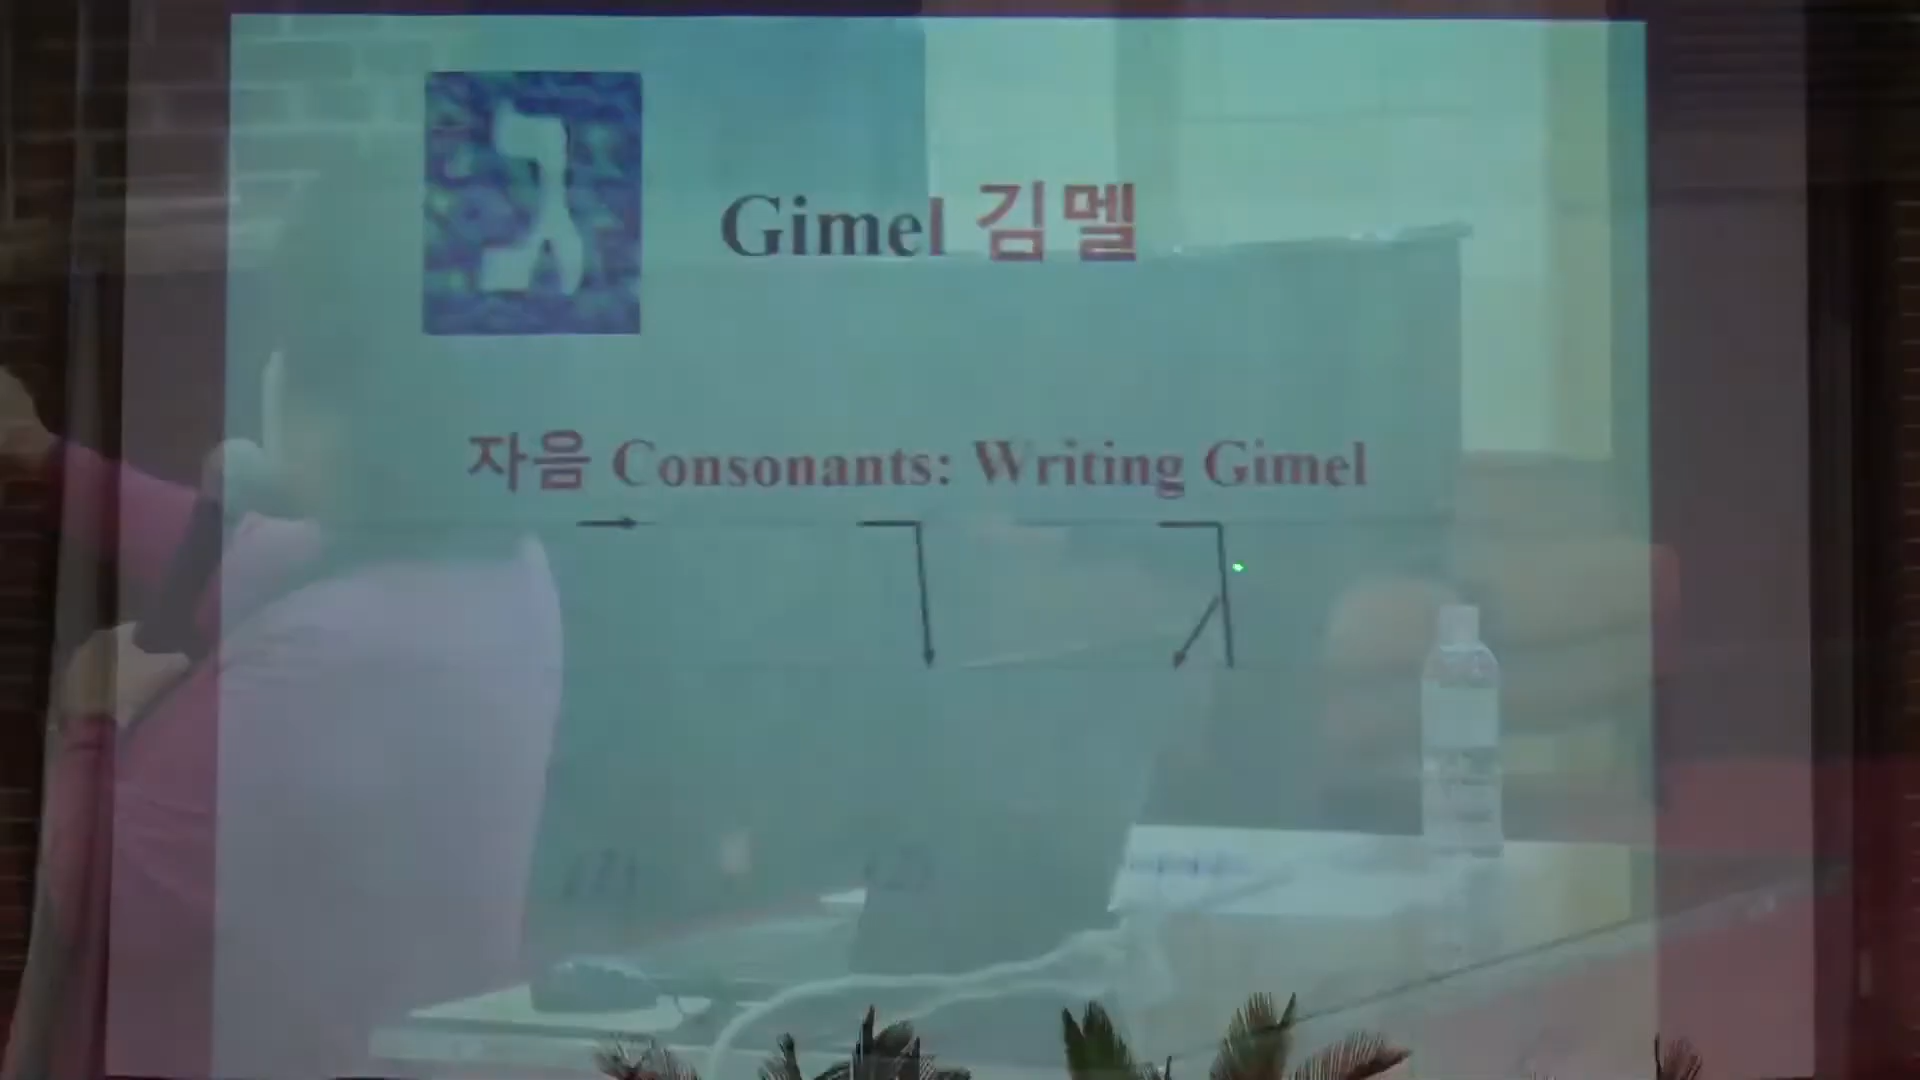 ג
Gimel 김멜
자음 Consonants: Writing Gimel